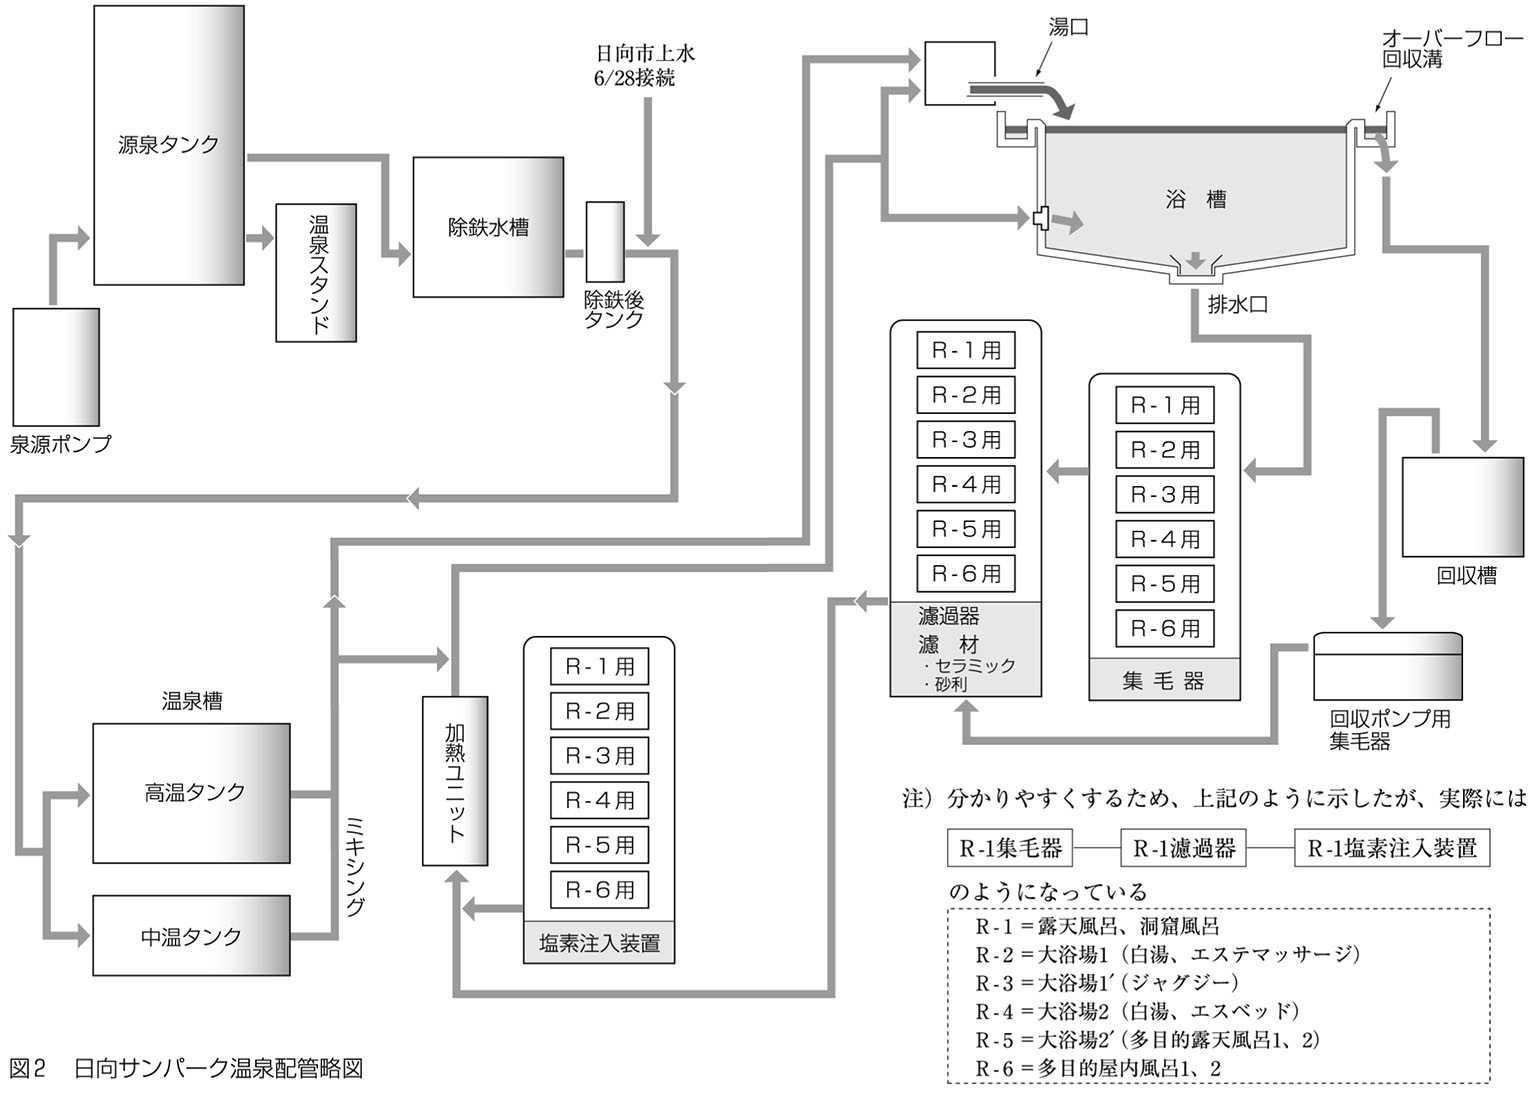 日向市上水
6/28接続
湯口
オーバーフロー
回収溝
源泉タンク
温泉スタンド
除鉄水槽
除鉄後
タンク
泉源ポンプ
浴 槽
排水口
R-1用
R-2用
R-3用
R-4用
R-5用
R-6用
濾過器
濾 材
・セラミック
・砂利
R-1用
R-2用
R-3用
R-4用
R-5用
R-6用
集 毛 器
回収槽
回収ポンプ用
集毛器
温泉槽
高温タンク
中温タンク
ミキシング
加熱ユニット
R-1用
R-2用
R-3用
R-4用
R-5用
R-6用
塩素注入装置
注）分かりやすくするため、上記のように示したが、実際には
R-1集毛器 R-1濾過器 R-1塩素注入装置
のようになっている
R-1＝露天風呂、洞窟風呂
R-2＝大浴場1（白湯、エステマッサージ）
R-3＝大浴場1′（ジャグジー）
R-4＝大浴場2（白湯、エスベッド）
R-5＝大浴場2′（多目的露天風呂1、2）
R-6＝多目的屋内風呂1、2
図2 日向サンパーク温泉配管略図